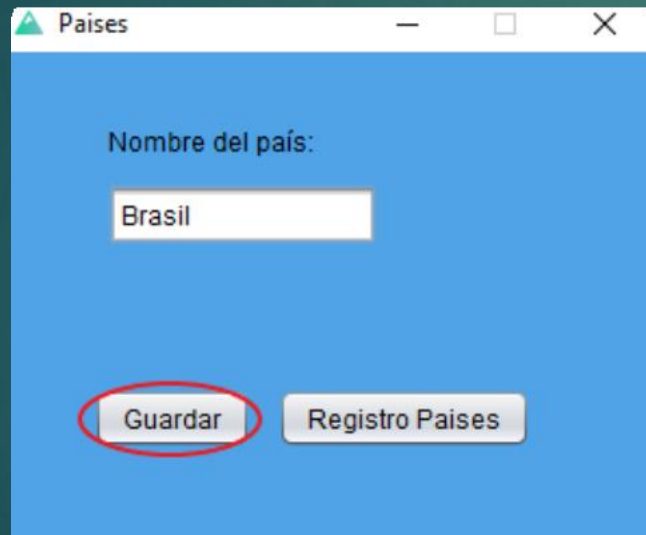 Paises
Nombre del país:
Brasil
Guardar
Registro Paises